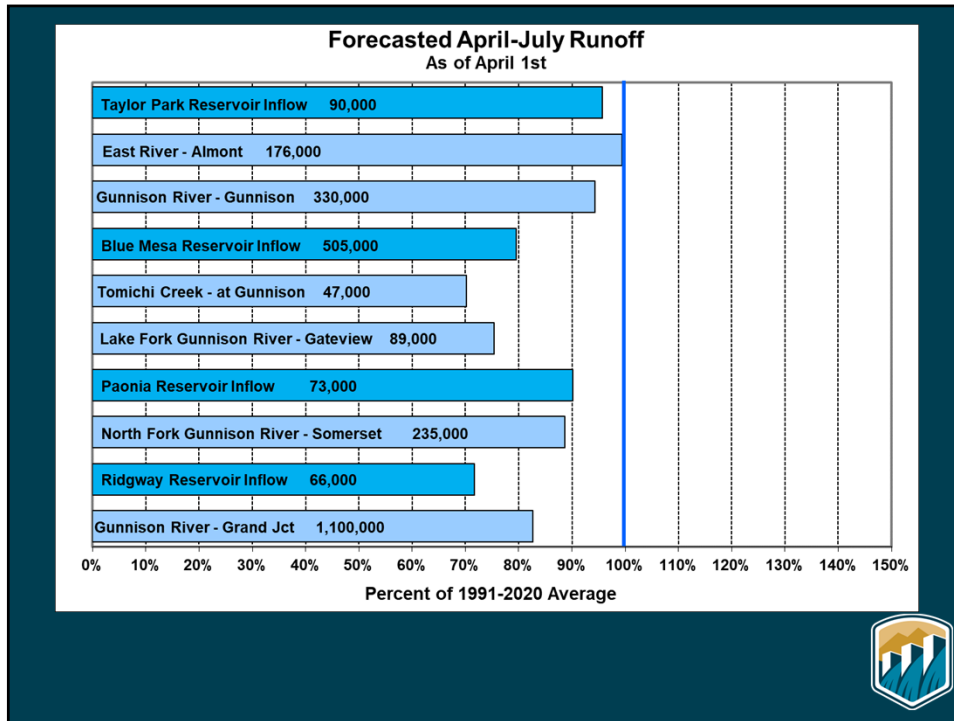 Forecasted April-July Runoff
As of April 1st
Taylor Park Reservoir Inflow 90,000
East River - Almont 176,000
Gunnison River - Gunnison 330,000
Blue Mesa Reservoir Inflow 505,000
Tomichi Creek - at Gunnison 47,000
Lake Fork Gunnison River - Gateview 89,000
Paonia Reservoir Inflow 73,000
North Fork Gunnison River - Somerset 235,000
Ridgway Reservoir Inflow 66,000
Gunnison River - Grand Jct 1,100,000
0% 10% 20% 30% 40% 50% 60% 70% 80% 90% 100% 110% 120% 130% 140% 150%
Percent of 1991-2020 Average